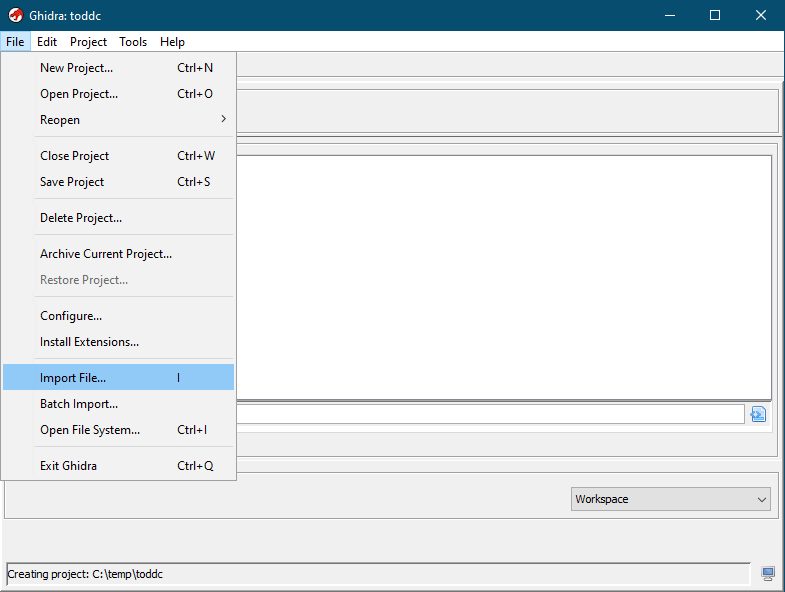 Ghidra: toddc
File Edit Project Tools Help
New Project... Ctrl+N
Open Project... Ctrl+O
Reopen
Close Project Ctrl+W
Save Project Ctrl+S
Delete Project...
Archive Current Project...
Restore Project...
Configure...
Install Extensions...
Import File... I
Batch Import...
Open File System... Ctrl+I
Exit Ghidra Ctrl+Q
Workspace
Creating project: C:\temp\toddc